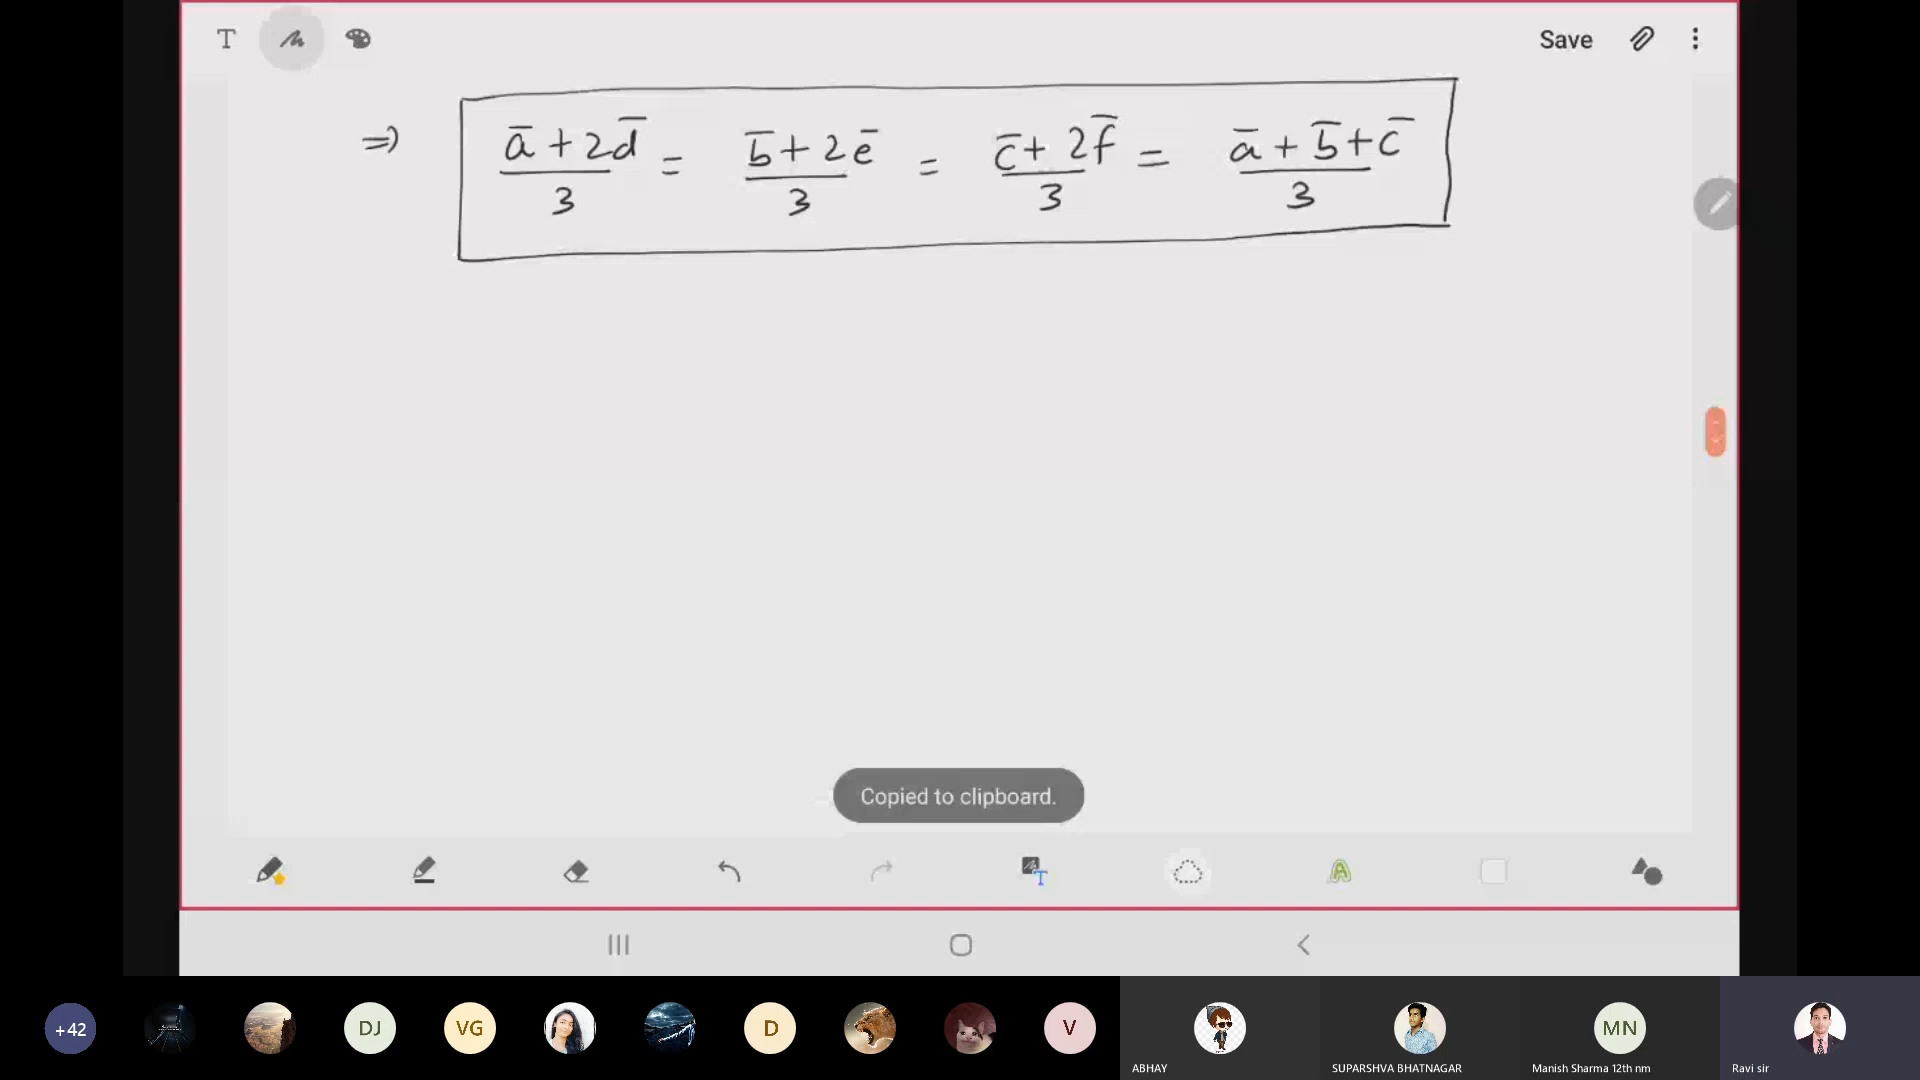 T Save
⇒ (a̅ + 2d̅)/3 = (b̅ + 2e̅)/3 = (c̅ + 2f̅)/3 = (a̅ + b̅ + c̅)/3
Copied to clipboard.
T A
+42 DJ VG D V MN
ABHAY SUPARSHVA BHATNAGAR Manish Sharma 12th nm Ravi sir